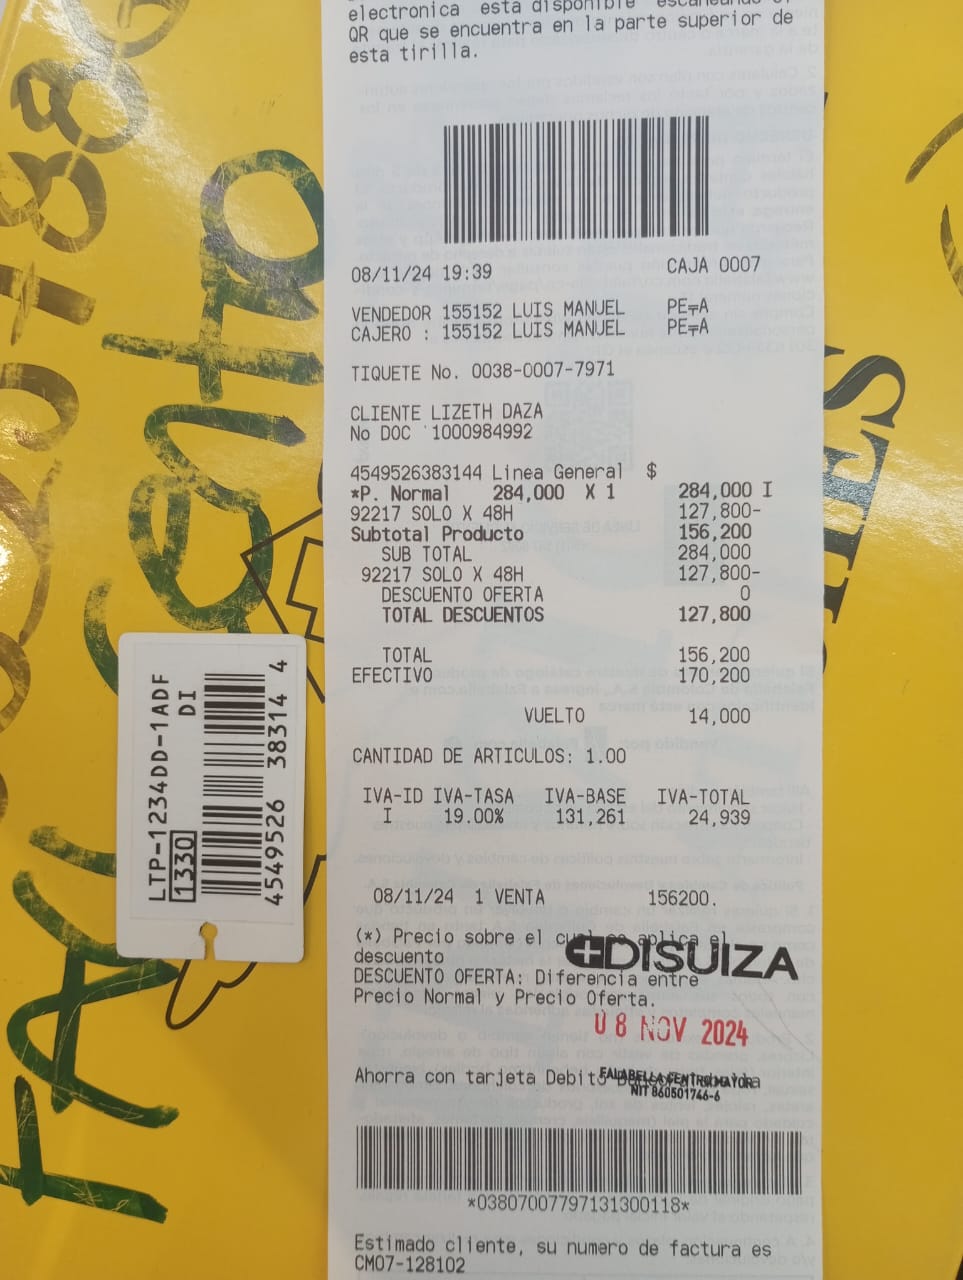 electronica esta disponible escaneando el
QR que se encuentra en la parte superior de
esta tirilla.
08/11/24 19:39 CAJA 0007
VENDEDOR 155152 LUIS MANUEL PE╤A
CAJERO : 155152 LUIS MANUEL PE╤A
TIQUETE No. 0038-0007-7971
CLIENTE LIZETH DAZA
No DOC 1000984992
4549526383144 Linea General $
*P. Normal 284,000 X 1 284,000 I
92217 SOLO X 48H 127,800-
Subtotal Producto 156,200
SUB TOTAL 284,000
92217 SOLO X 48H 127,800-
DESCUENTO OFERTA 0
TOTAL DESCUENTOS 127,800
TOTAL 156,200
EFECTIVO 170,200
VUELTO 14,000
CANTIDAD DE ARTICULOS: 1.00
IVA-ID IVA-TASA IVA-BASE IVA-TOTAL
I 19.00% 131,261 24,939
08/11/24 1 VENTA 156200.
(*) Precio sobre el cual se aplica el
descuento
DISUIZA
DESCUENTO OFERTA: Diferencia entre
Precio Normal y Precio Oferta.
08 NOV 2024
Ahorra con tarjeta Debito
FALABELLA CENTRO MAYOR
NIT 860501746-6
*03807007797131300118*
Estimado cliente, su numero de factura es
CM07-128102
LTP-1234DD-1ADF
DI
1330
4549526 38314 4